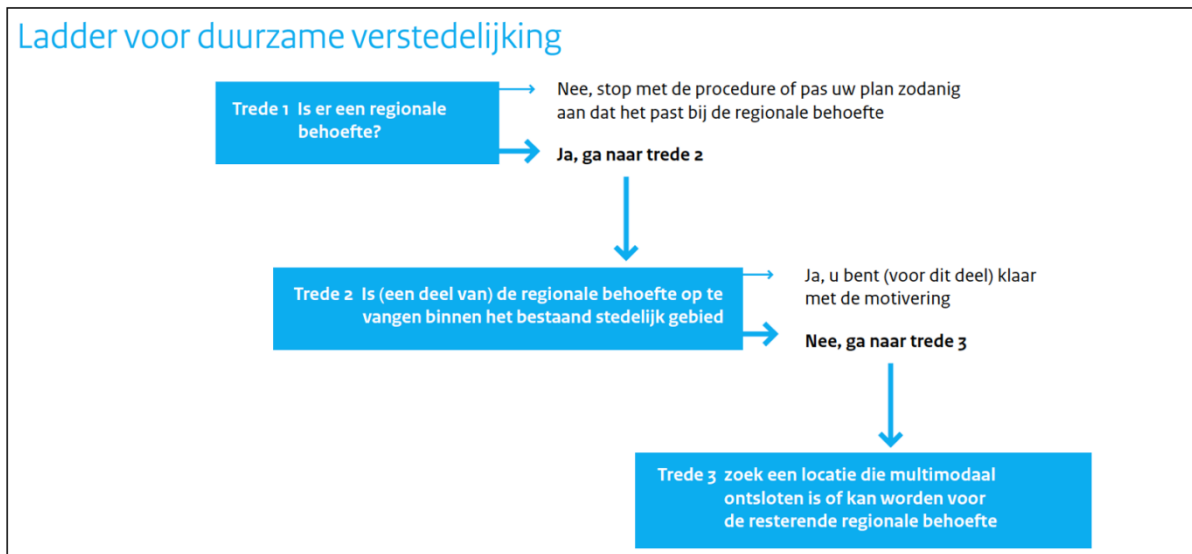 Ladder voor duurzame verstedelijking
Trede 1 Is er een regionale
behoefte?
Nee, stop met de procedure of pas uw plan zodanig
aan dat het past bij de regionale behoefte
Ja, ga naar trede 2
Trede 2 Is (een deel van) de regionale behoefte op te
vangen binnen het bestaand stedelijk gebied
Ja, u bent (voor dit deel) klaar
met de motivering
Nee, ga naar trede 3
Trede 3 zoek een locatie die multimodaal
ontsloten is of kan worden voor
de resterende regionale behoefte